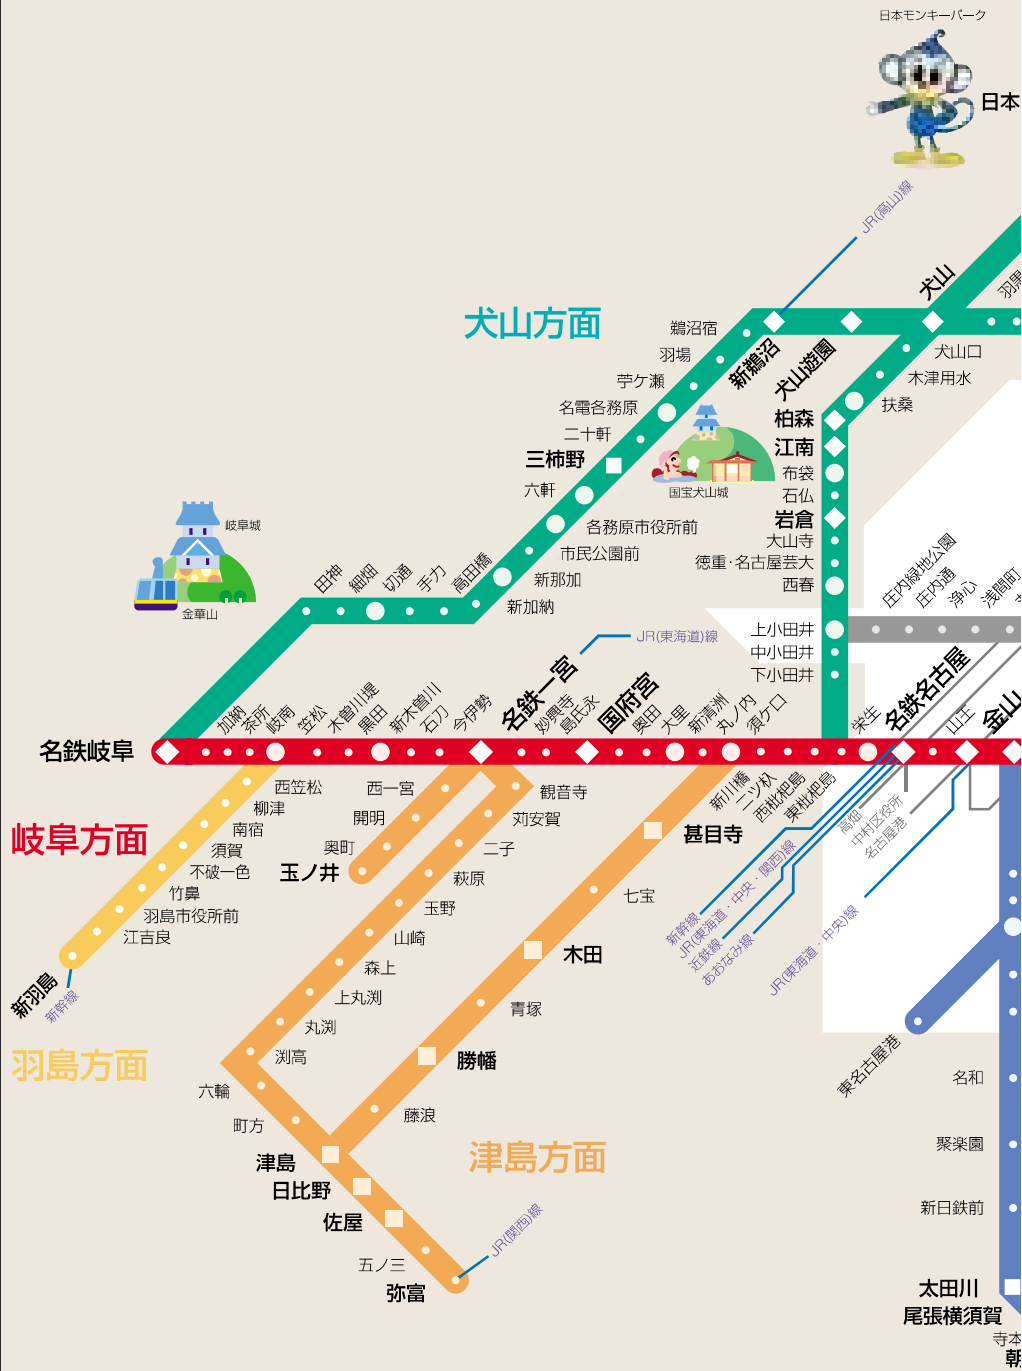 日本モンキーパーク
日本
JR(高山)線
犬山
羽黒
犬山方面
鵜沼宿
羽場
苧ケ瀬
名電各務原
二十軒
三柿野
六軒
新鵜沼
犬山遊園
犬山口
木津用水
扶桑
柏森
江南
布袋
石仏
岩倉
大山寺
徳重・名古屋芸大
西春
上小田井
中小田井
下小田井
国宝犬山城
各務原市役所前
市民公園前
新那加
新加納
岐阜城
金華山
田神
細畑
切通
手力
高田橋
庄内緑地公園
庄内通
浄心
浅間町
JR(東海道)線
名鉄岐阜
加納
茶所
岐南
笠松
木曽川堤
黒田
新木曽川
石刀
今伊勢
名鉄一宮
妙興寺
島氏永
国府宮
奥田
大里
新清洲
丸ノ内
須ケ口
栄生
名鉄名古屋
山王
金山
岐阜方面
西笠松
柳津
南宿
須賀
不破一色
竹鼻
羽島市役所前
江吉良
新羽島
新幹線
羽島方面
西一宮
開明
奥町
玉ノ井
観音寺
苅安賀
二子
萩原
玉野
山崎
森上
上丸渕
丸渕
渕高
六輪
町方
津島
日比野
佐屋
五ノ三
弥富
JR(関西)線
津島方面
新川橋
二ツ杁
西枇杷島
東枇杷島
甚目寺
七宝
木田
青塚
勝幡
藤浪
高畑
中村区役所
名古屋港
新幹線
JR(東海道・中央・関西)線
近鉄線
あおなみ線
JR(東海道・中央)線
東名古屋港
名和
聚楽園
新日鉄前
太田川
尾張横須賀
寺本
朝